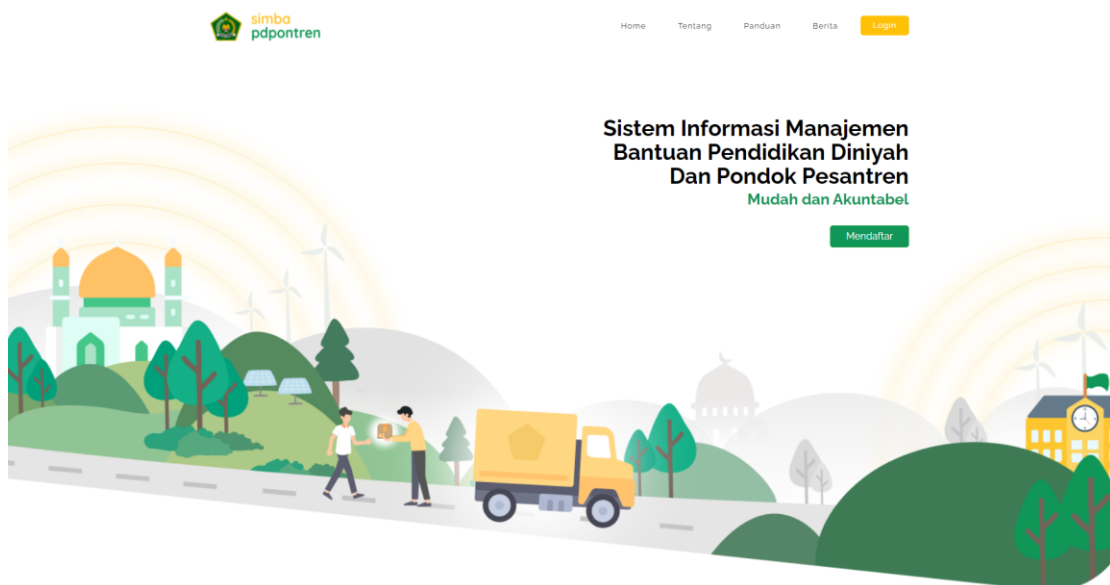 simba
pdpontren
Home
Tentang
Panduan
Berita
Login
Sistem Informasi Manajemen
Bantuan Pendidikan Diniyah
Dan Pondok Pesantren
Mudah dan Akuntabel
Mendaftar